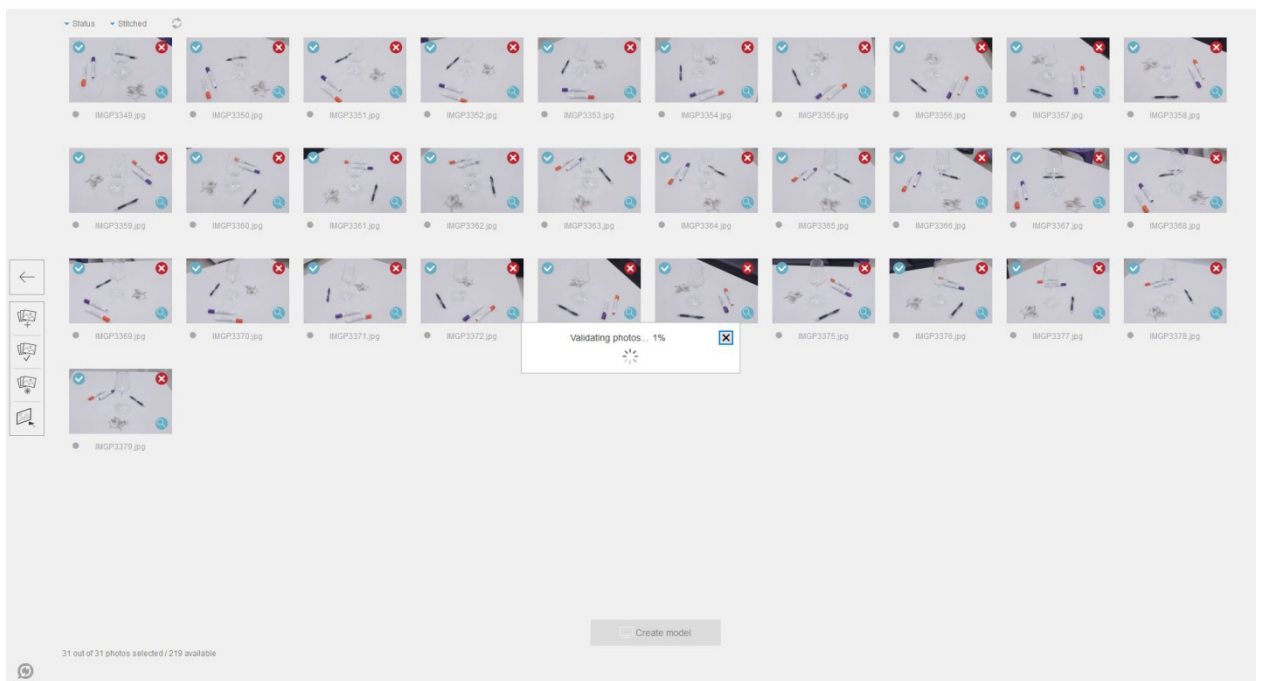 Status Stitched
IMGP3349.jpg IMGP3350.jpg IMGP3351.jpg IMGP3352.jpg IMGP3353.jpg IMGP3354.jpg IMGP3355.jpg IMGP3356.jpg IMGP3357.jpg IMGP3358.jpg
IMGP3359.jpg IMGP3360.jpg IMGP3361.jpg IMGP3362.jpg IMGP3363.jpg IMGP3364.jpg IMGP3365.jpg IMGP3366.jpg IMGP3367.jpg IMGP3368.jpg
IMGP3369.jpg IMGP3370.jpg IMGP3371.jpg IMGP3372.jpg IMGP3375.jpg IMGP3376.jpg IMGP3377.jpg IMGP3378.jpg
Validating photos... 1%
IMGP3379.jpg
Create model
31 out of 31 photos selected / 219 available